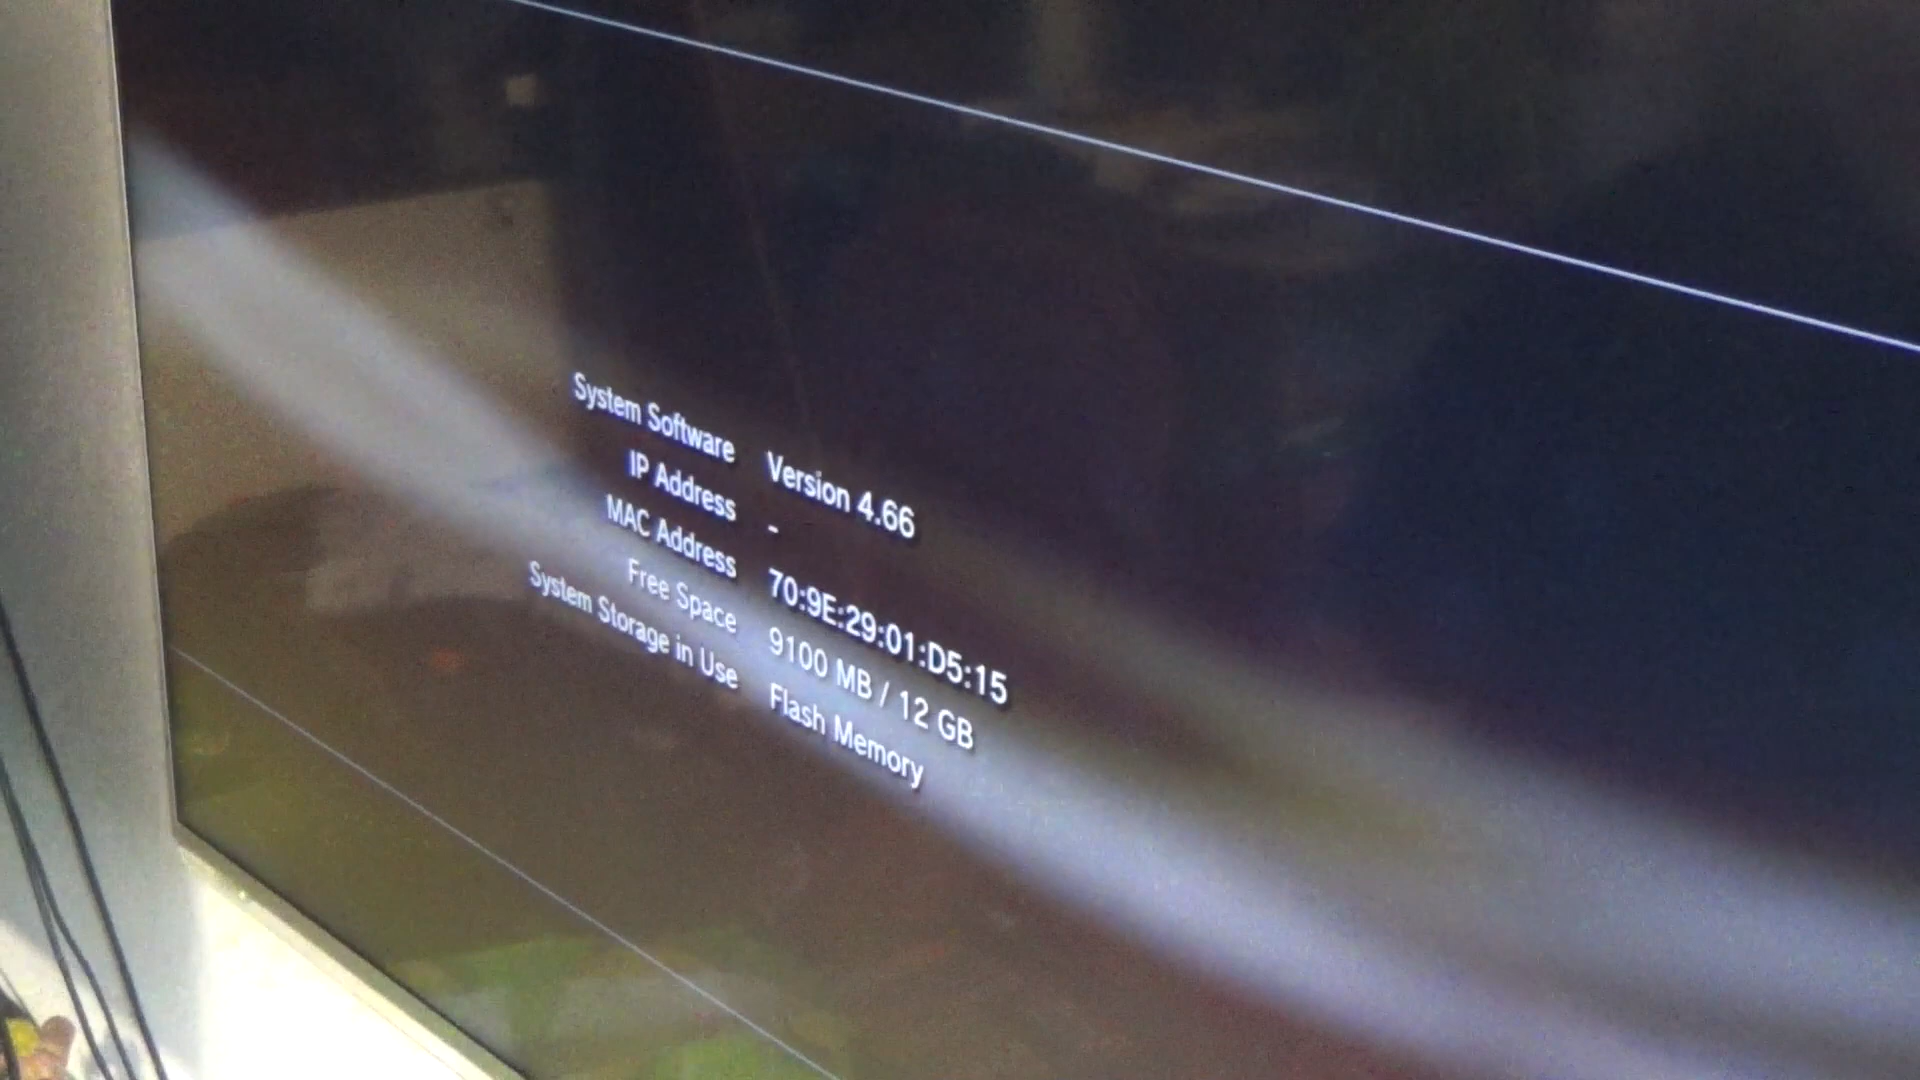 System Software Version 4.66
IP Address -
MAC Address 70:9E:29:01:D5:15
Free Space 9100 MB / 12 GB
System Storage in Use Flash Memory